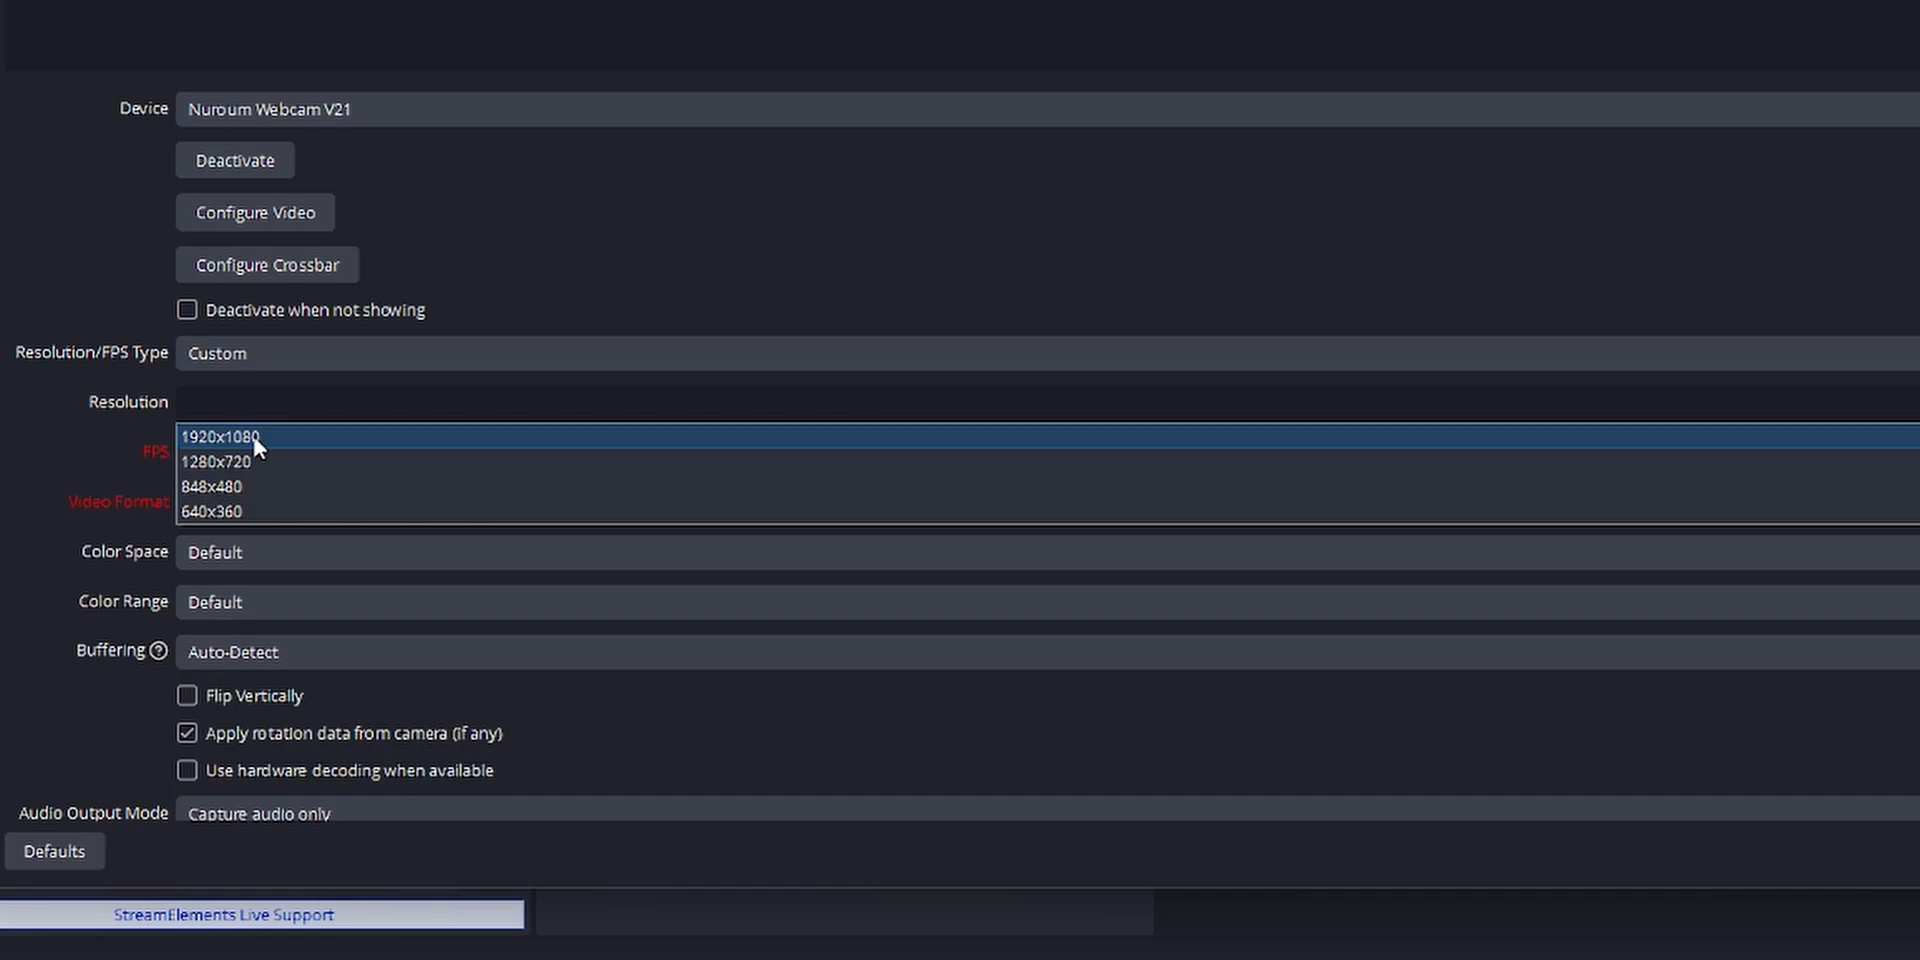 Device Nuroum Webcam V21
Deactivate
Configure Video
Configure Crossbar
Deactivate when not showing
Resolution/FPS Type Custom
Resolution
1920x1080
FPS
1280x720
848x480
Video Format
640x360
Color Space Default
Color Range Default
Buffering ? Auto-Detect
Flip Vertically
Apply rotation data from camera (if any)
Use hardware decoding when available
Audio Output Mode Capture audio only
Defaults
StreamElements Live Support